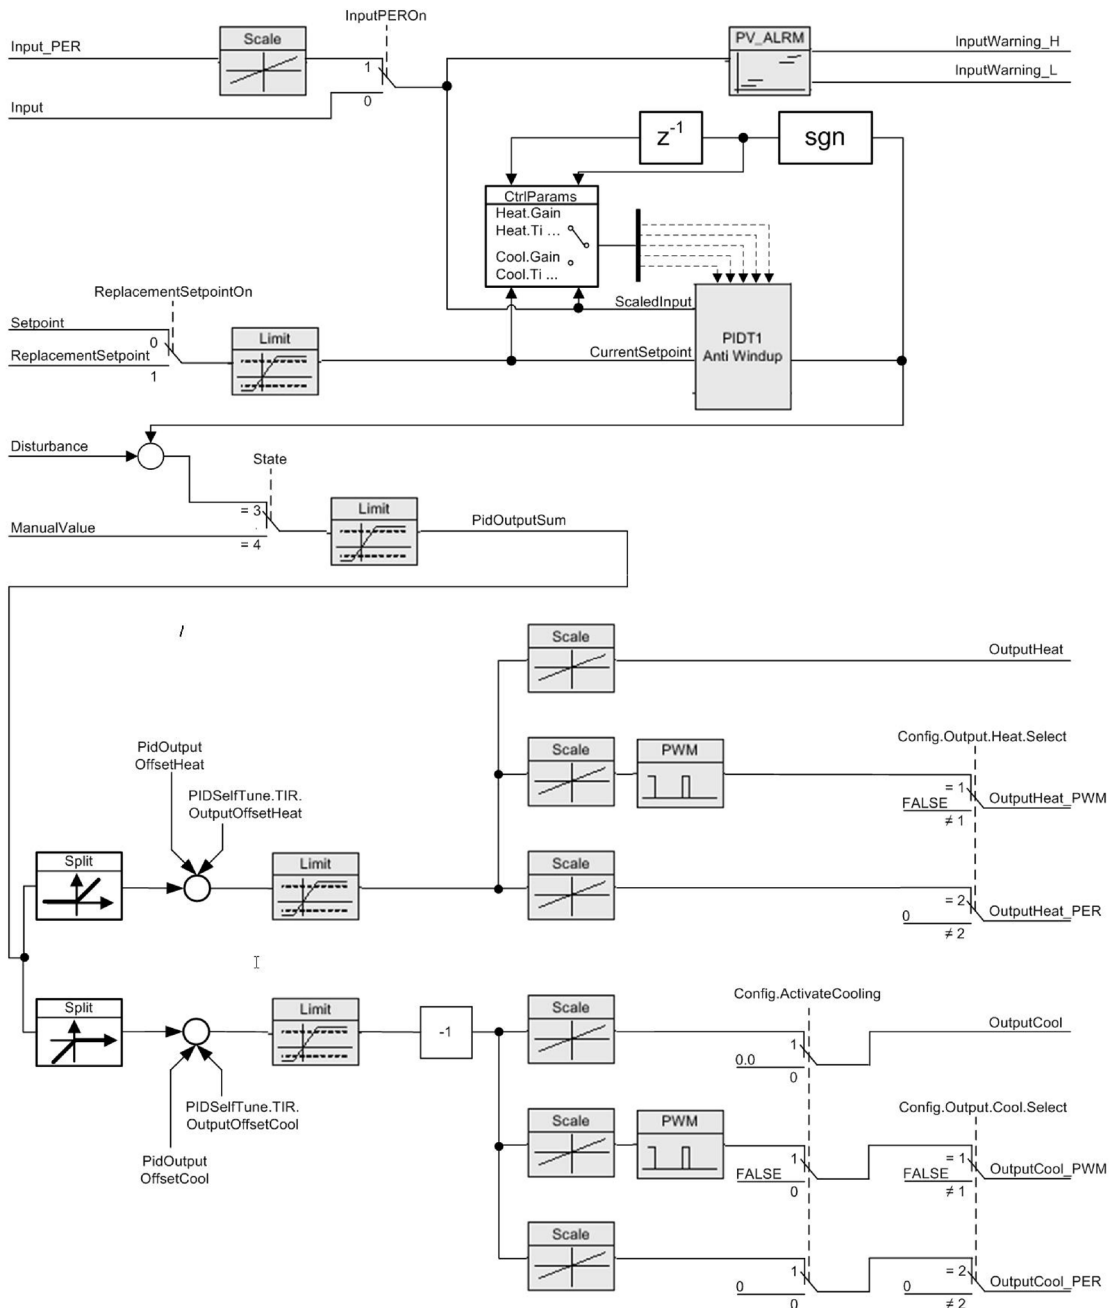 InputPEROn
Input_PER
Scale
1
0
Input
PV_ALRM
InputWarning_H
InputWarning_L
z-1
sgn
CtrlParams
Heat.Gain
Heat.Ti ...
Cool.Gain
Cool.Ti ...
ReplacementSetpointOn
Setpoint
0
ReplacementSetpoint
1
Limit
ScaledInput
CurrentSetpoint
PIDT1
Anti Windup
Disturbance
State
= 3
ManualValue
= 4
Limit
PidOutputSum
Scale
OutputHeat
PidOutput
OffsetHeat
PIDSelfTune.TIR.
OutputOffsetHeat
Scale
PWM
Config.Output.Heat.Select
= 1
FALSE
≠ 1
OutputHeat_PWM
Split
Limit
Scale
= 2
0
≠ 2
OutputHeat_PER
Split
Limit
-1
Scale
Config.ActivateCooling
1
0.0
0
OutputCool
PIDSelfTune.TIR.
OutputOffsetCool
PidOutput
OffsetCool
Scale
PWM
1
FALSE
0
Config.Output.Cool.Select
= 1
FALSE
≠ 1
OutputCool_PWM
Scale
1
0
0
= 2
0
≠ 2
OutputCool_PER